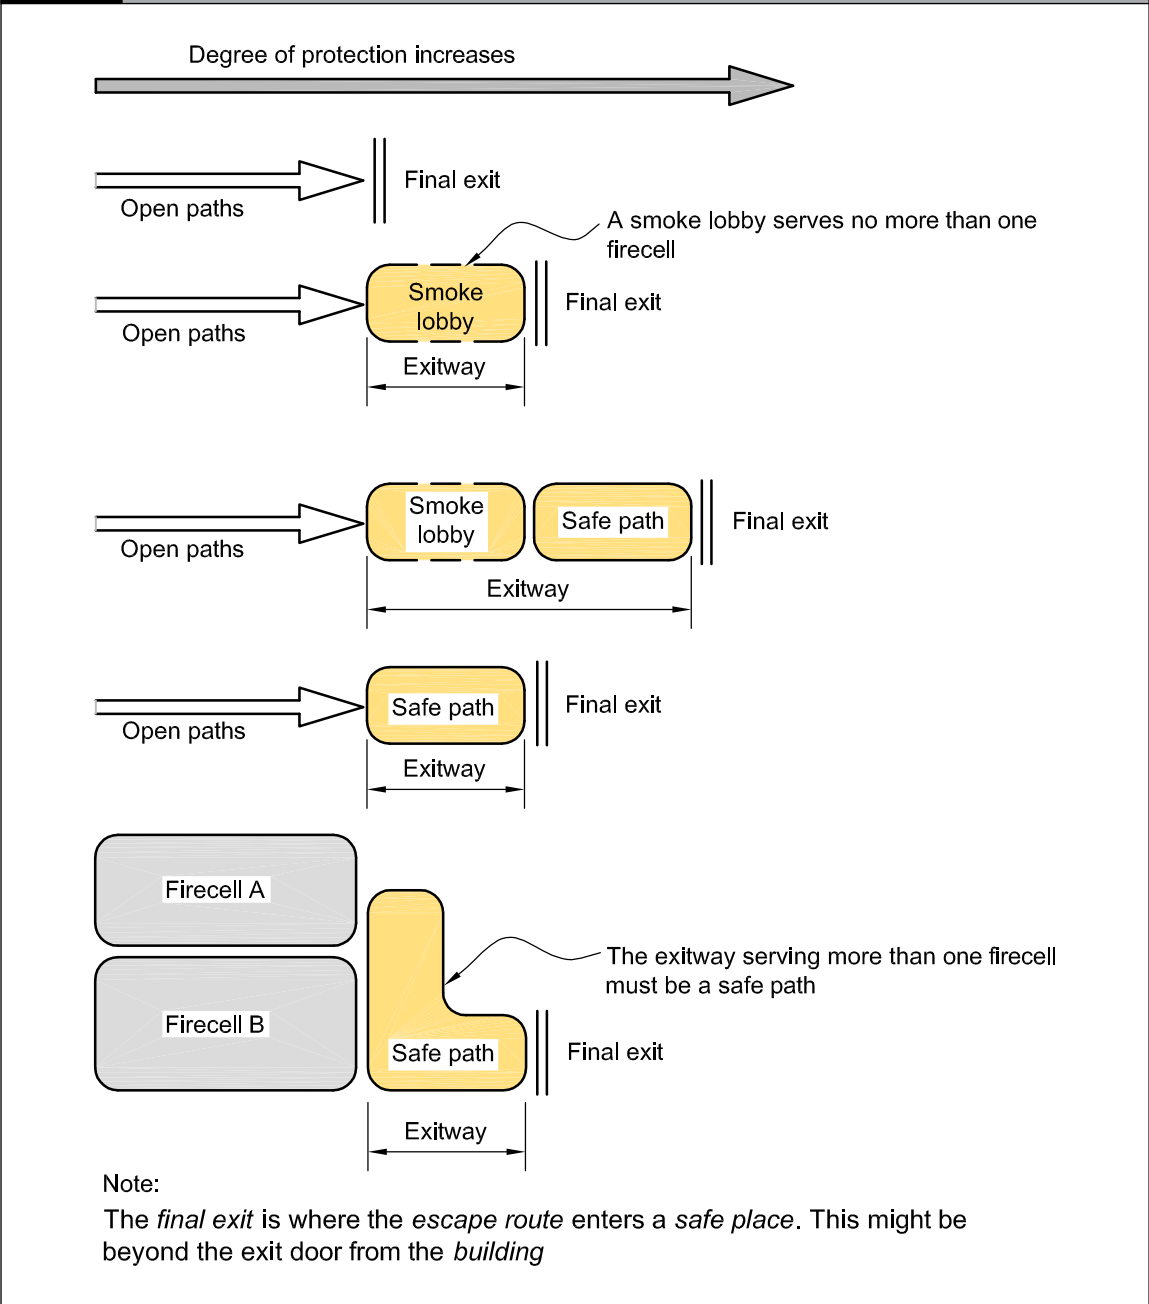 Degree of protection increases
Final exit
Open paths
A smoke lobby serves no more than one
firecell
Smoke
lobby
Final exit
Open paths
Exitway
Smoke
lobby
Safe path
Final exit
Open paths
Exitway
Safe path
Final exit
Open paths
Exitway
Firecell A
The exitway serving more than one firecell
must be a safe path
Firecell B
Safe path
Final exit
Exitway
Note:
The final exit is where the escape route enters a safe place. This might be
beyond the exit door from the building